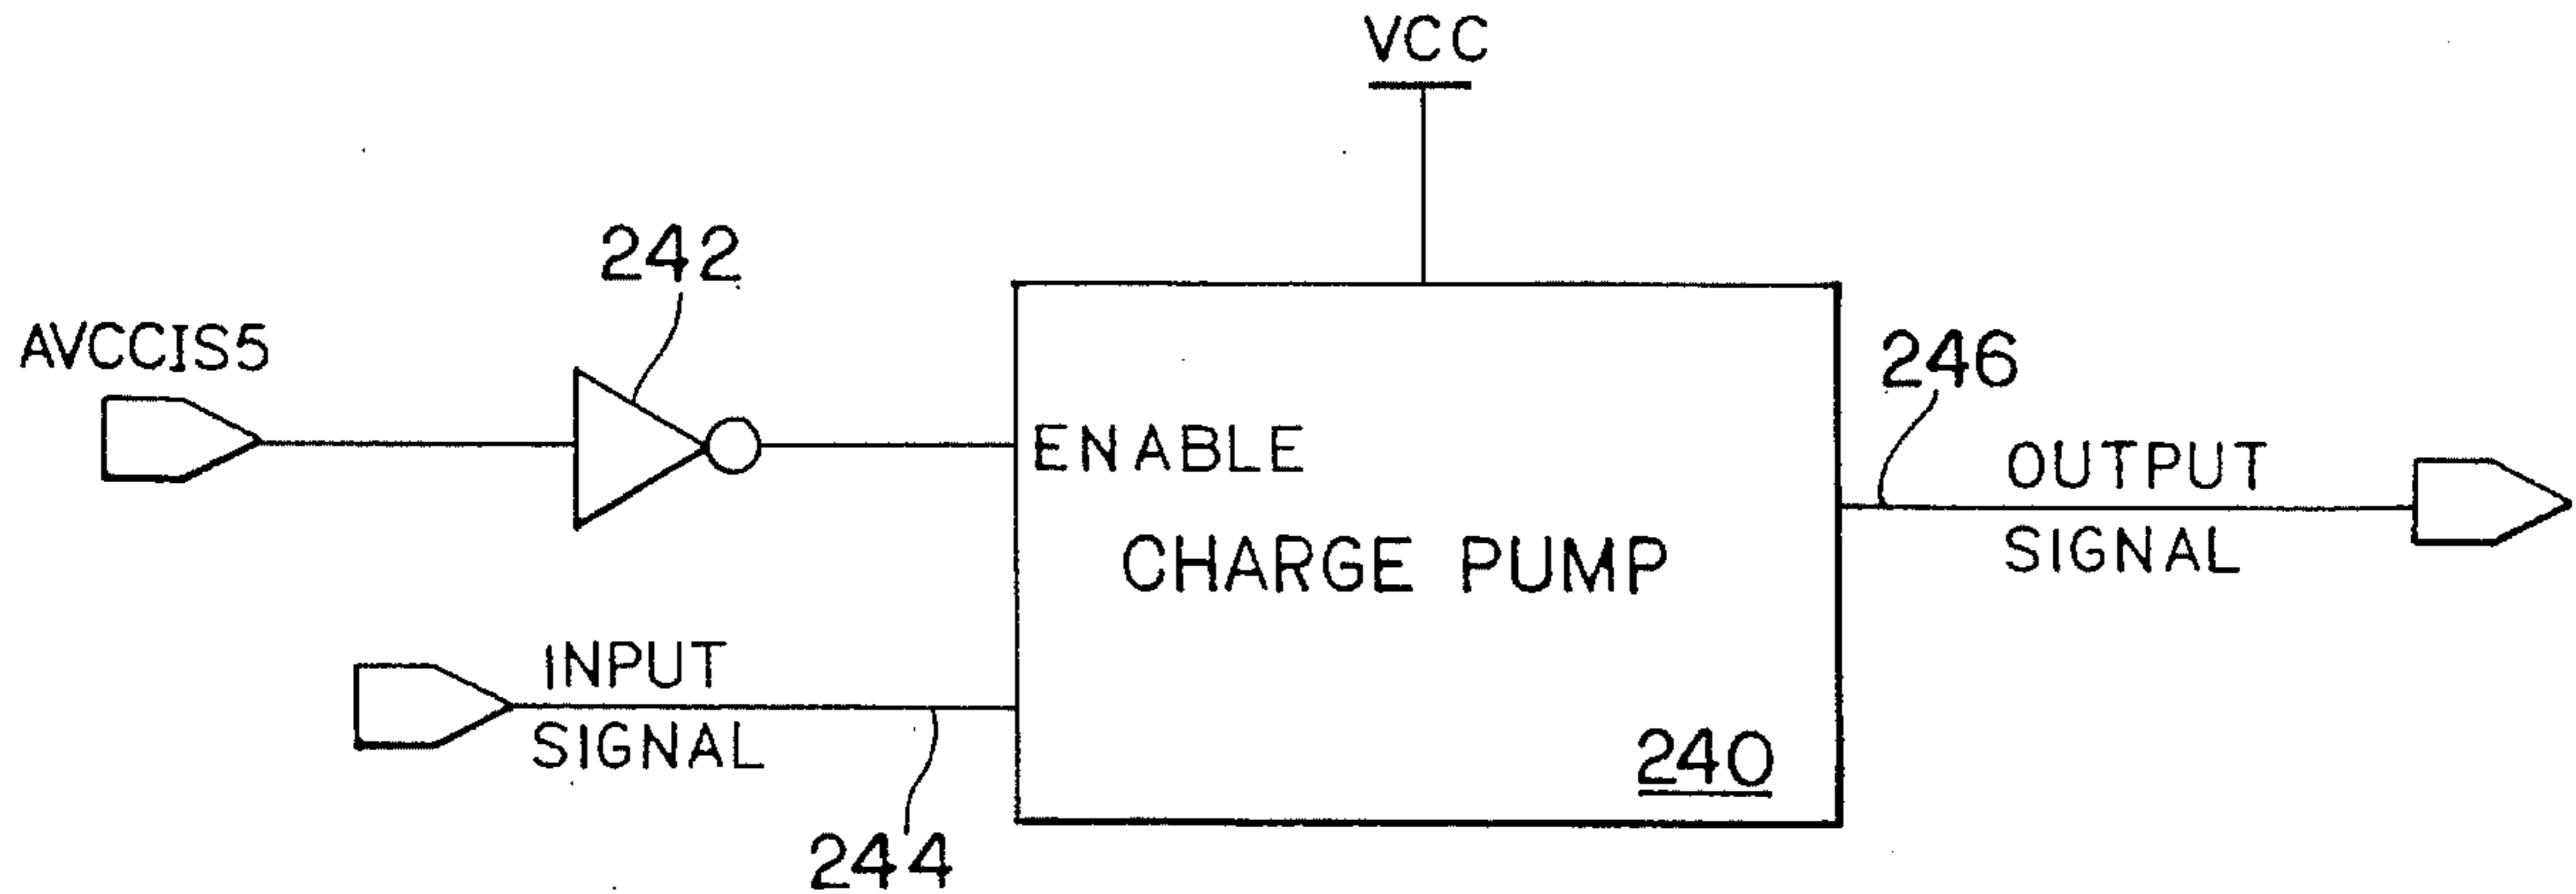 VCC
242
AVCCIS5
246
ENABLE
OUTPUT
SIGNAL
CHARGE PUMP
INPUT
SIGNAL
240
244